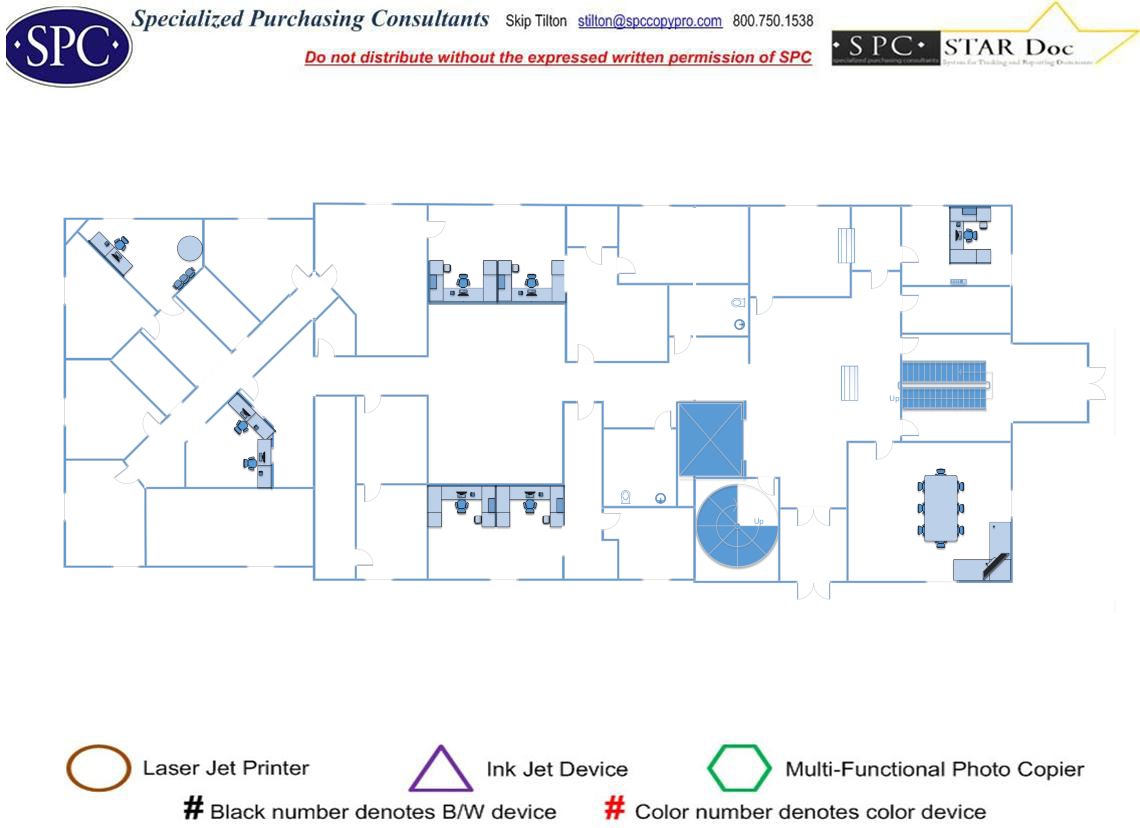 ·SPC·
Specialized Purchasing Consultants Skip Tilton stilton@spccopypro.com 800.750.1538
Do not distribute without the expressed written permission of SPC
·SPC· STAR Doc
specialized purchasing consultants System for Tracking and Reporting Documents
Up
Up
Laser Jet Printer
Ink Jet Device
Multi-Functional Photo Copier
# Black number denotes B/W device
# Color number denotes color device